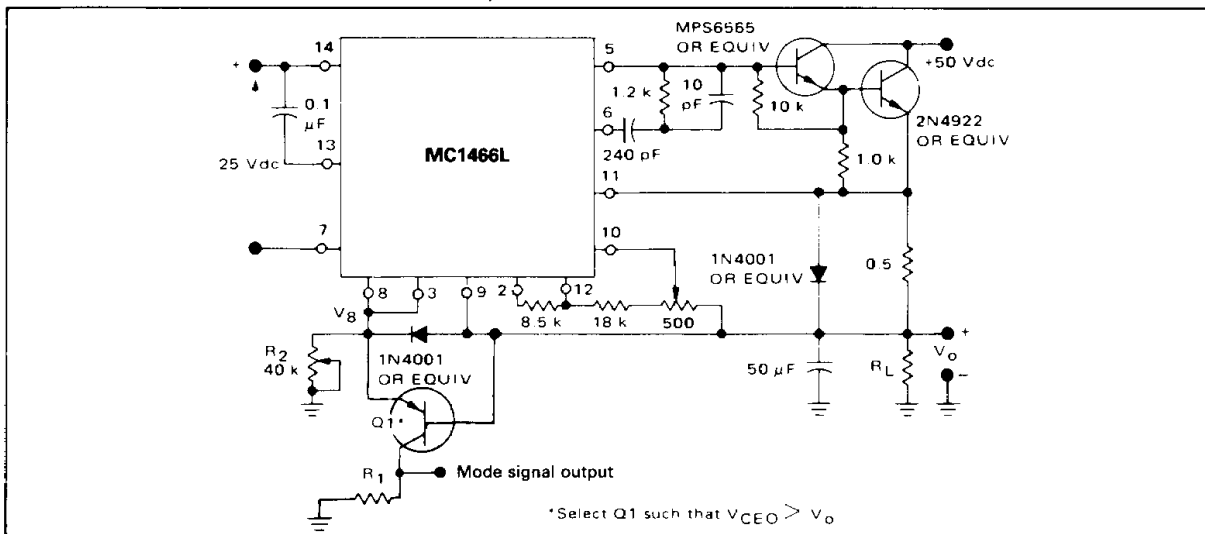 MPS6565
OR EQUIV
+50 Vdc
14
5
+
0.1
µF
1.2 k
10
pF
10 k
6
2N4922
OR EQUIV
13
25 Vdc
MC1466L
240 pF
1.0 k
11
7
10
1N4001
OR EQUIV
0.5
8
3
9
2
12
V8
8.5 k
18 k
500
+
R2
40 k
1N4001
OR EQUIV
50 µF
RL
Vo
−
Q1*
R1
Mode signal output
*Select Q1 such that VCEO > Vo